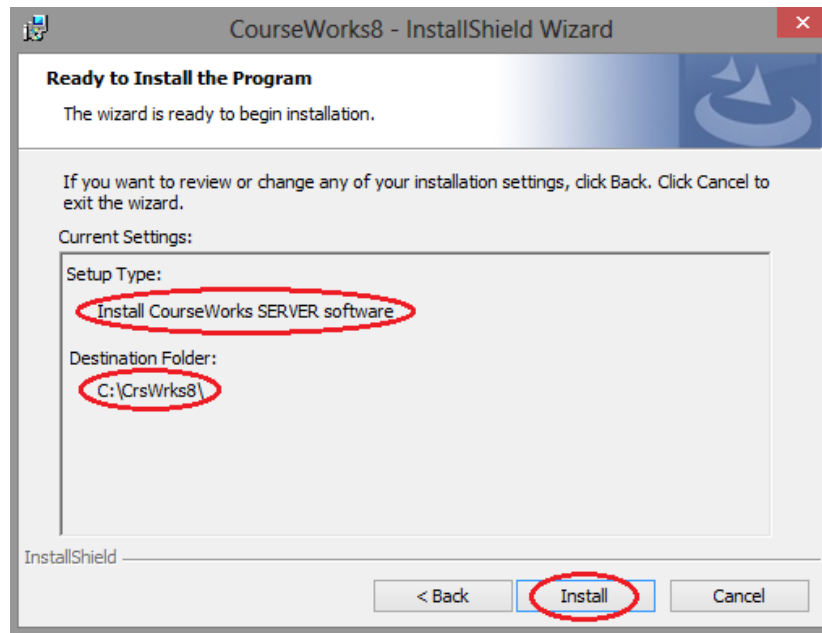 CourseWorks8 - InstallShield Wizard
Ready to Install the Program
The wizard is ready to begin installation.
If you want to review or change any of your installation settings, click Back. Click Cancel to
exit the wizard.
Current Settings:
Setup Type:
Install CourseWorks SERVER software
Destination Folder:
C:\CrsWrks8\
InstallShield
< Back
Install
Cancel